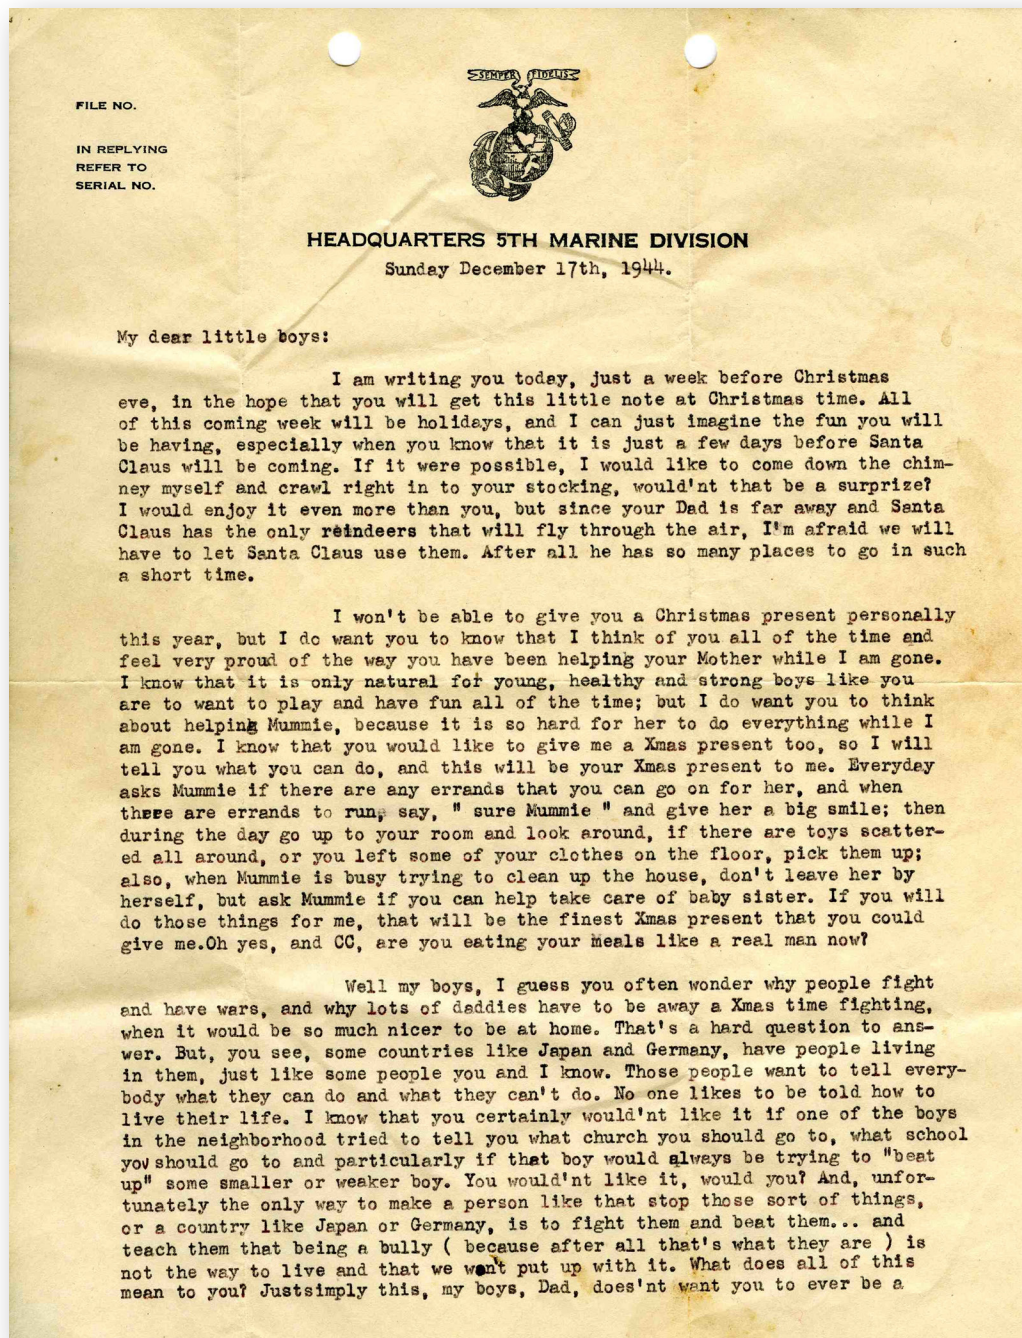 SEMPER FIDELIS
FILE NO.
IN REPLYING
REFER TO
SERIAL NO.
HEADQUARTERS 5TH MARINE DIVISION
Sunday December 17th, 1944.
My dear little boys:
I am writing you today, just a week before Christmas
eve, in the hope that you will get this little note at Christmas time. All
of this coming week will be holidays, and I can just imagine the fun you will
be having, especially when you know that it is just a few days before Santa
Claus will be coming. If it were possible, I would like to come down the chim-
ney myself and crawl right in to your stocking, would'nt that be a surprize?
I would enjoy it even more than you, but since your Dad is far away and Santa
Claus has the only reindeers that will fly through the air, I'm afraid we will
have to let Santa Claus use them. After all he has so many places to go in such
a short time.
I won't be able to give you a Christmas present personally
this year, but I do want you to know that I think of you all of the time and
feel very proud of the way you have been helping your Mother while I am gone.
I know that it is only natural for young, healthy and strong boys like you
are to want to play and have fun all of the time; but I do want you to think
about helping Mummie, because it is so hard for her to do everything while I
am gone. I know that you would like to give me a Xmas present too, so I will
tell you what you can do, and this will be your Xmas present to me. Everyday
asks Mummie if there are any errands that you can go on for her, and when
there are errands to run, say, " sure Mummie " and give her a big smile; then
during the day go up to your room and look around, if there are toys scatter-
ed all around, or you left some of your clothes on the floor, pick them up;
also, when Mummie is busy trying to clean up the house, don't leave her by
herself, but ask Mummie if you can help take care of baby sister. If you will
do those things for me, that will be the finest Xmas present that you could
give me.Oh yes, and CC, are you eating your meals like a real man now?
Well my boys, I guess you often wonder why people fight
and have wars, and why lots of daddies have to be away a Xmas time fighting,
when it would be so much nicer to be at home. That's a hard question to ans-
wer. But, you see, some countries like Japan and Germany, have people living
in them, just like some people you and I know. Those people want to tell every-
body what they can do and what they can't do. No one likes to be told how to
live their life. I know that you certainly would'nt like it if one of the boys
in the neighborhood tried to tell you what church you should go to, what school
you should go to and particularly if that boy would always be trying to "beat
up" some smaller or weaker boy. You would'nt like it, would you? And, unfor-
tunately the only way to make a person like that stop those sort of things,
or a country like Japan or Germany, is to fight them and beat them... and
teach them that being a bully ( because after all that's what they are ) is
not the way to live and that we won't put up with it. What does all of this
mean to you? Justsimply this, my boys, Dad, does'nt want you to ever be a